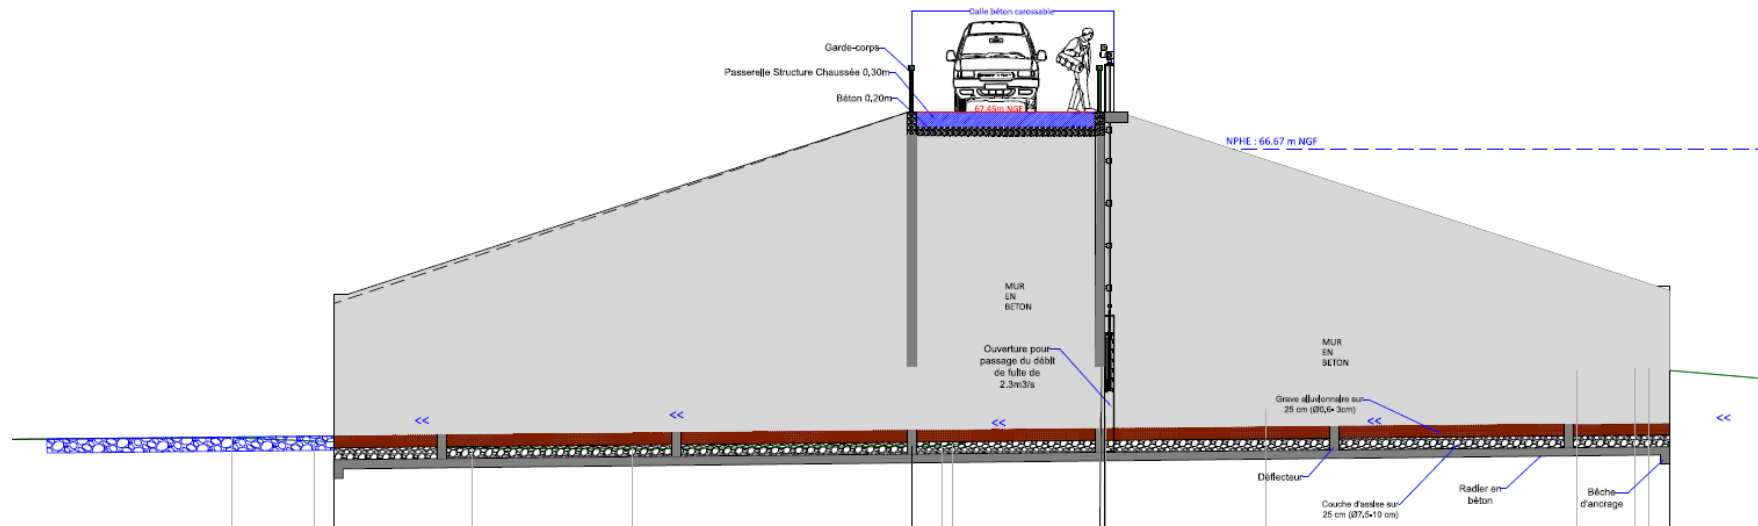 Dalle béton carossable
Garde-corps
Passerelle Structure Chaussée 0,30m
Béton 0,20m
67.45m NGF
NPHE : 66.67 m NGF
MUR
EN
BETON
Ouverture pour
passage du débit
de fuite de
2.3m3/s
MUR
EN
BETON
Grave alluvionnaire sur
25 cm (Ø0,6- 3cm)
<<
<<
<<
<<
<<
Déflecteur
Couche d'assise sur
25 cm (Ø7,5-10 cm)
Radier en
béton
Bêche
d'ancrage